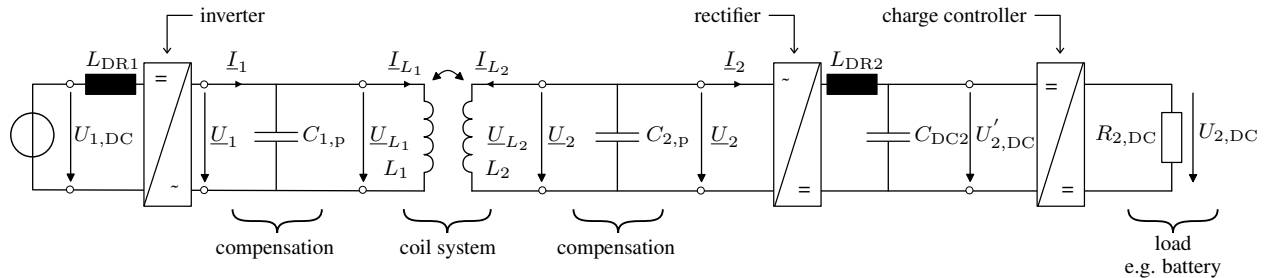 inverter
rectifier
charge controller
L_DR1
=
~
I_1
I_L1
I_L2
I_2
~
=
L_DR2
=
=
U_1,DC
U_1
C_1,p
U_L1
L_1
U_L2
L_2
U_2
C_2,p
U_2
C_DC2
U'_2,DC
R_2,DC
U_2,DC
compensation
coil system
compensation
load
e.g. battery